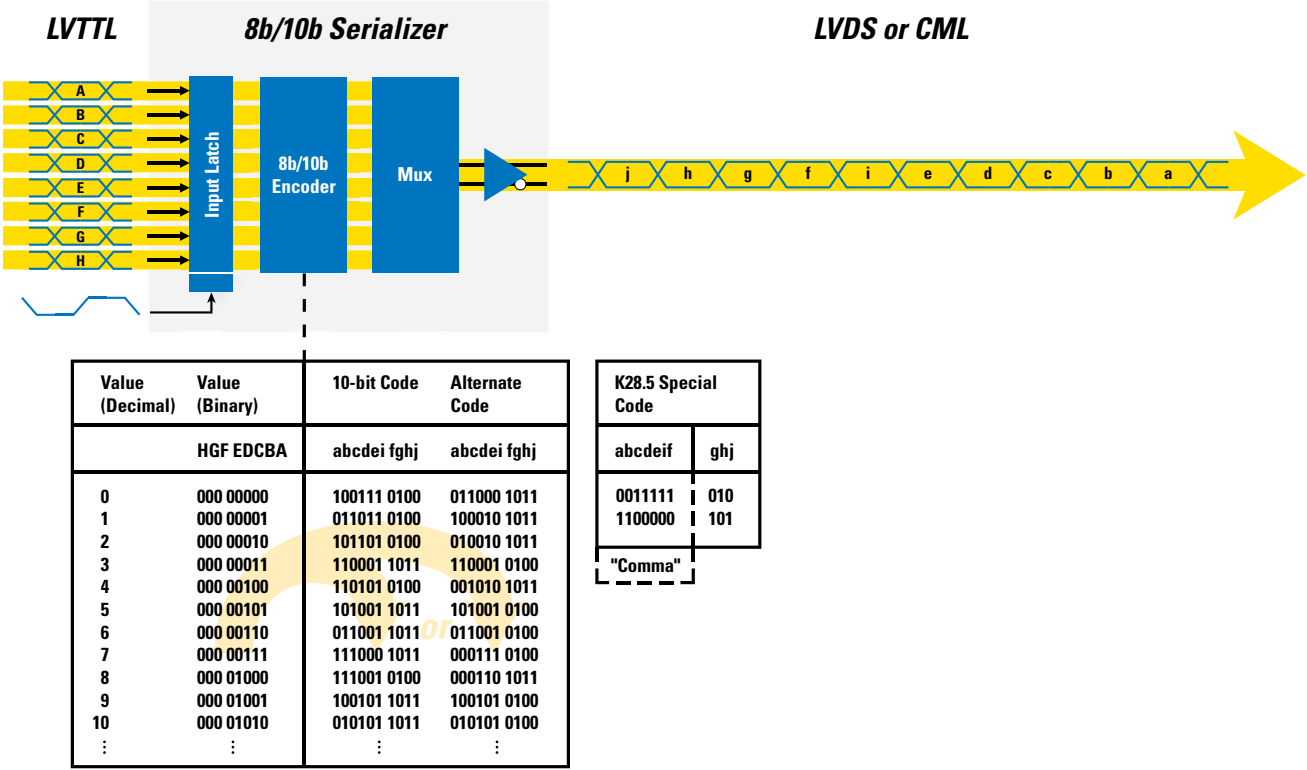 LVTTL 8b/10b Serializer LVDS or CML
A
B
C
D
E
F
G
H
Input Latch
8b/10b
Encoder
Mux
j h g f i e d c b a
Value (Decimal) Value (Binary) 10-bit Code Alternate Code
HGF EDCBA abcdei fghj abcdei fghj
0 000 00000 100111 0100 011000 1011
1 000 00001 011011 0100 100010 1011
2 000 00010 101101 0100 010010 1011
3 000 00011 110001 1011 110001 0100
4 000 00100 110101 0100 001010 1011
5 000 00101 101001 1011 101001 0100
6 000 00110 011001 1011 011001 0100
7 000 00111 111000 1011 000111 0100
8 000 01000 111001 0100 000110 1011
9 000 01001 100101 1011 100101 0100
10 000 01010 010101 1011 010101 0100
⋮ ⋮ ⋮ ⋮
or
K28.5 Special
Code
abcdeif ghj
0011111 010
1100000 101
"Comma"